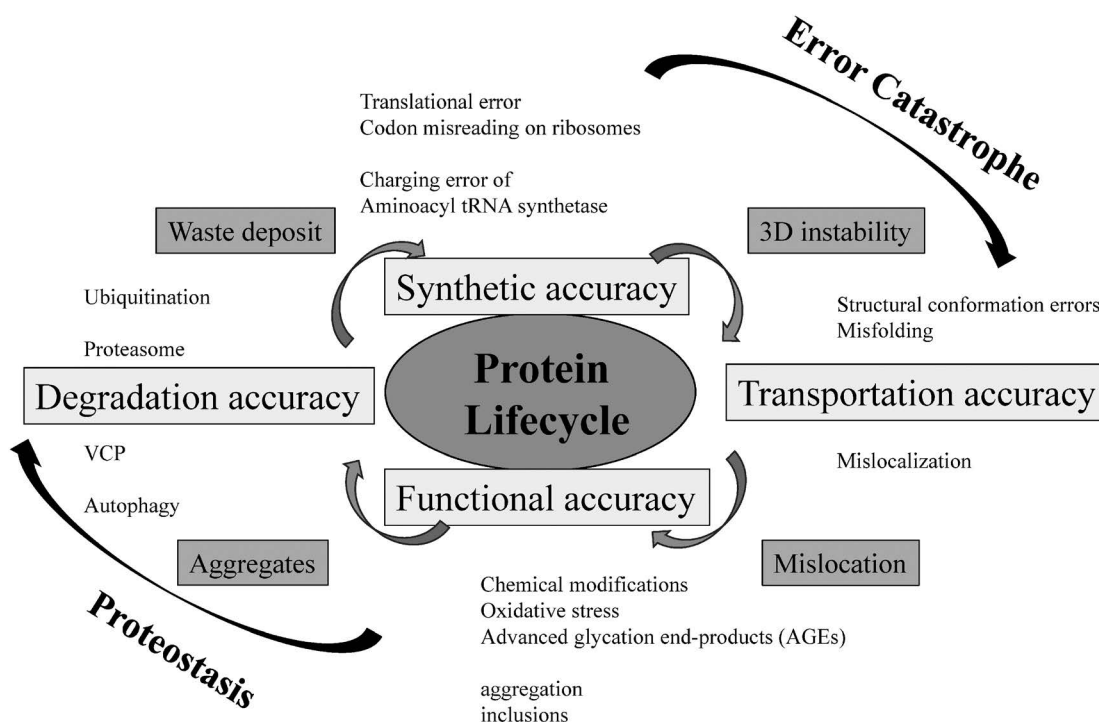 Error Catastrophe
Translational error
Codon misreading on ribosomes
Charging error of
Aminoacyl tRNA synthetase
Waste deposit
3D instability
Synthetic accuracy
Ubiquitination
Proteasome
Structural conformation errors
Misfolding
Protein
Lifecycle
Degradation accuracy
Transportation accuracy
VCP
Autophagy
Mislocalization
Functional accuracy
Aggregates
Mislocation
Chemical modifications
Oxidative stress
Advanced glycation end-products (AGEs)
aggregation
inclusions
Proteostasis